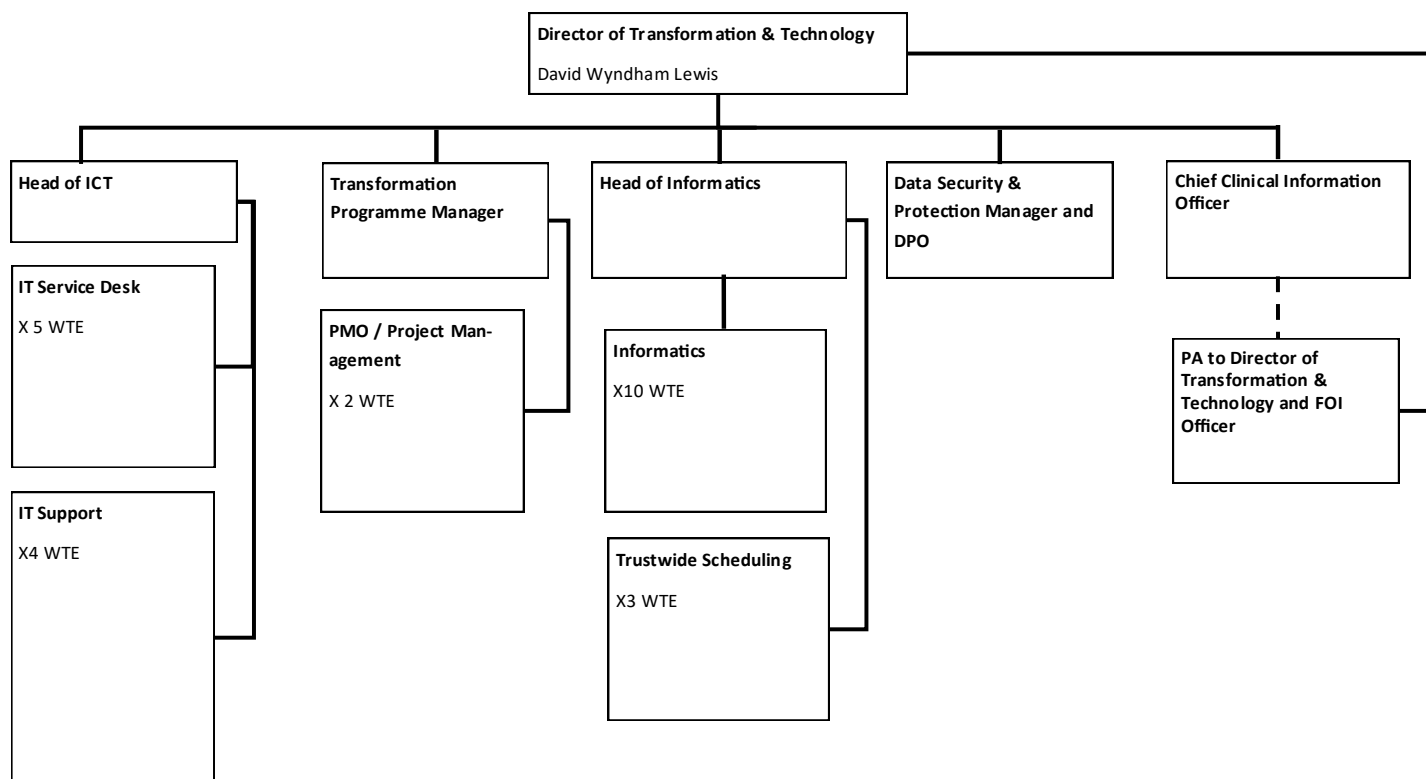 Director of Transformation & Technology
David Wyndham Lewis
Head of ICT
Transformation
Programme Manager
Head of Informatics
Data Security &
Protection Manager and
DPO
Chief Clinical Information
Officer
IT Service Desk
X 5 WTE
PMO / Project Man-
agement
X 2 WTE
Informatics
X10 WTE
PA to Director of
Transformation &
Technology and FOI
Officer
IT Support
X4 WTE
Trustwide Scheduling
X3 WTE